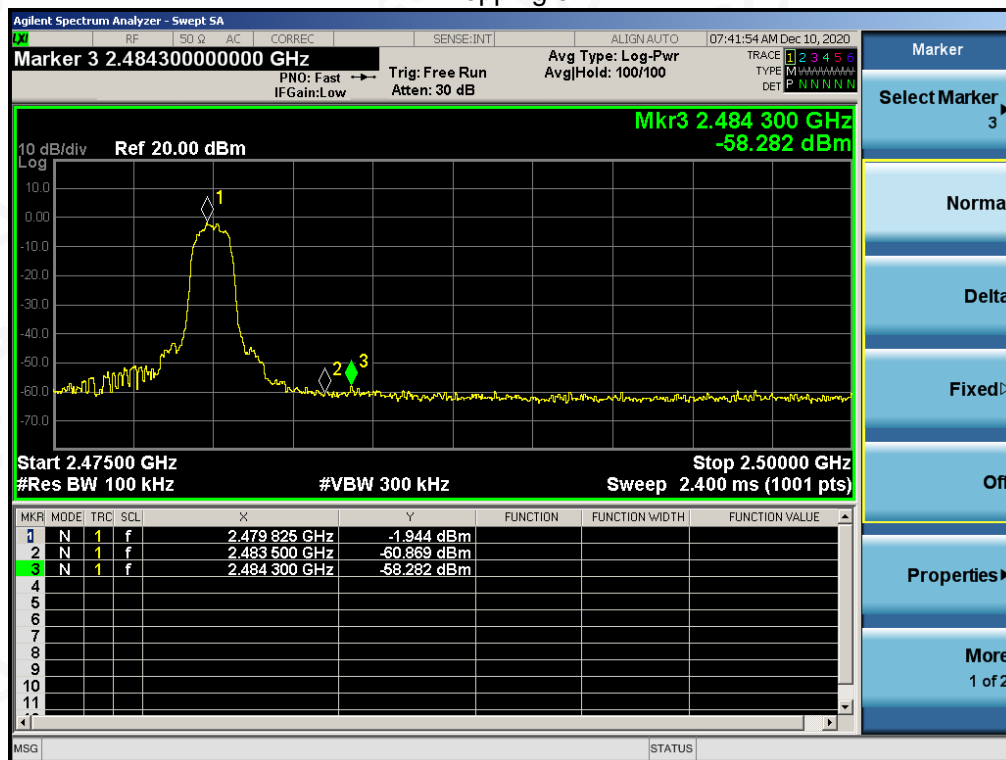 Agilent Spectrum Analyzer - Swept SA
LXI RF 50 Ω AC CORREC SENSE:INT ALIGN AUTO 07:41:54 AM Dec 10, 2020
Marker 3 2.484300000000 GHz
PNO: Fast Trig: Free Run Avg Type: Log-Pwr TRACE 1 2 3 4 5 6
IFGain:Low Atten: 30 dB Avg|Hold: 100/100 TYPE M WWWWW
DET P N N N N N
Marker
Select Marker
3
Mkr3 2.484 300 GHz
-58.282 dBm
10 dB/div Ref 20.00 dBm
Log
10.0
0.00
-10.0
-20.0
-30.0
-40.0
-50.0
-60.0
-70.0
1
2
3
Start 2.47500 GHz Stop 2.50000 GHz
#Res BW 100 kHz #VBW 300 kHz Sweep 2.400 ms (1001 pts)
MKR MODE TRC SCL X Y FUNCTION FUNCTION WIDTH FUNCTION VALUE
1 N 1 f 2.479 825 GHz -1.944 dBm
2 N 1 f 2.483 500 GHz -60.869 dBm
3 N 1 f 2.484 300 GHz -58.282 dBm
4
5
6
7
8
9
10
11
Norma
Delta
Fixed
Off
Properties
More
1 of 2
MSG STATUS